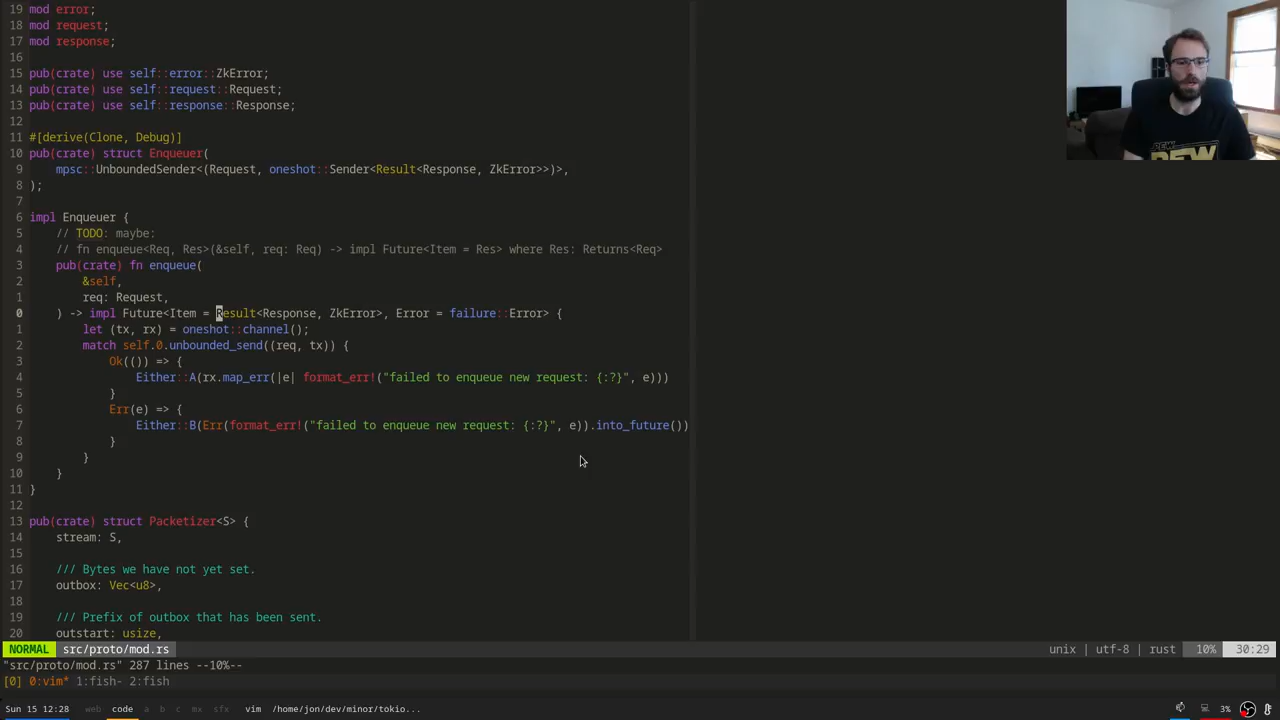 19 mod error;
18 mod request;
17 mod response;
16
15 pub(crate) use self::error::ZkError;
14 pub(crate) use self::request::Request;
13 pub(crate) use self::response::Response;
12
11 #[derive(Clone, Debug)]
10 pub(crate) struct Enqueuer(
9     mpsc::UnboundedSender<(Request, oneshot::Sender<Result<Response, ZkError>>)>,
8 );
7
6 impl Enqueuer {
5     // TODO: maybe:
4     // fn enqueue<Req, Res>(&self, req: Req) -> impl Future<Item = Res> where Res: Returns<Req>
3     pub(crate) fn enqueue(
2         &self,
1         req: Request,
0     ) -> impl Future<Item = Result<Response, ZkError>, Error = failure::Error> {
1         let (tx, rx) = oneshot::channel();
2         match self.0.unbounded_send((req, tx)) {
3             Ok(()) => {
4                 Either::A(rx.map_err(|e| format_err!("failed to enqueue new request: {:?}", e)))
5             }
6             Err(e) => {
7                 Either::B(Err(format_err!("failed to enqueue new request: {:?}", e)).into_future())
8             }
9         }
10     }
11 }
12
13 pub(crate) struct Packetizer<S> {
14     stream: S,
15
16     /// Bytes we have not yet set.
17     outbox: Vec<u8>,
18
19     /// Prefix of outbox that has been sent.
20     outstart: usize,
NORMAL src/proto/mod.rs unix | utf-8 | rust 10% 30:29
"src/proto/mod.rs" 287 lines --10%--
[0] 0:vim* 1:fish- 2:fish
Sun 15 12:28 web code a b c mx sfx vim /home/jon/dev/minor/tokio... 3%